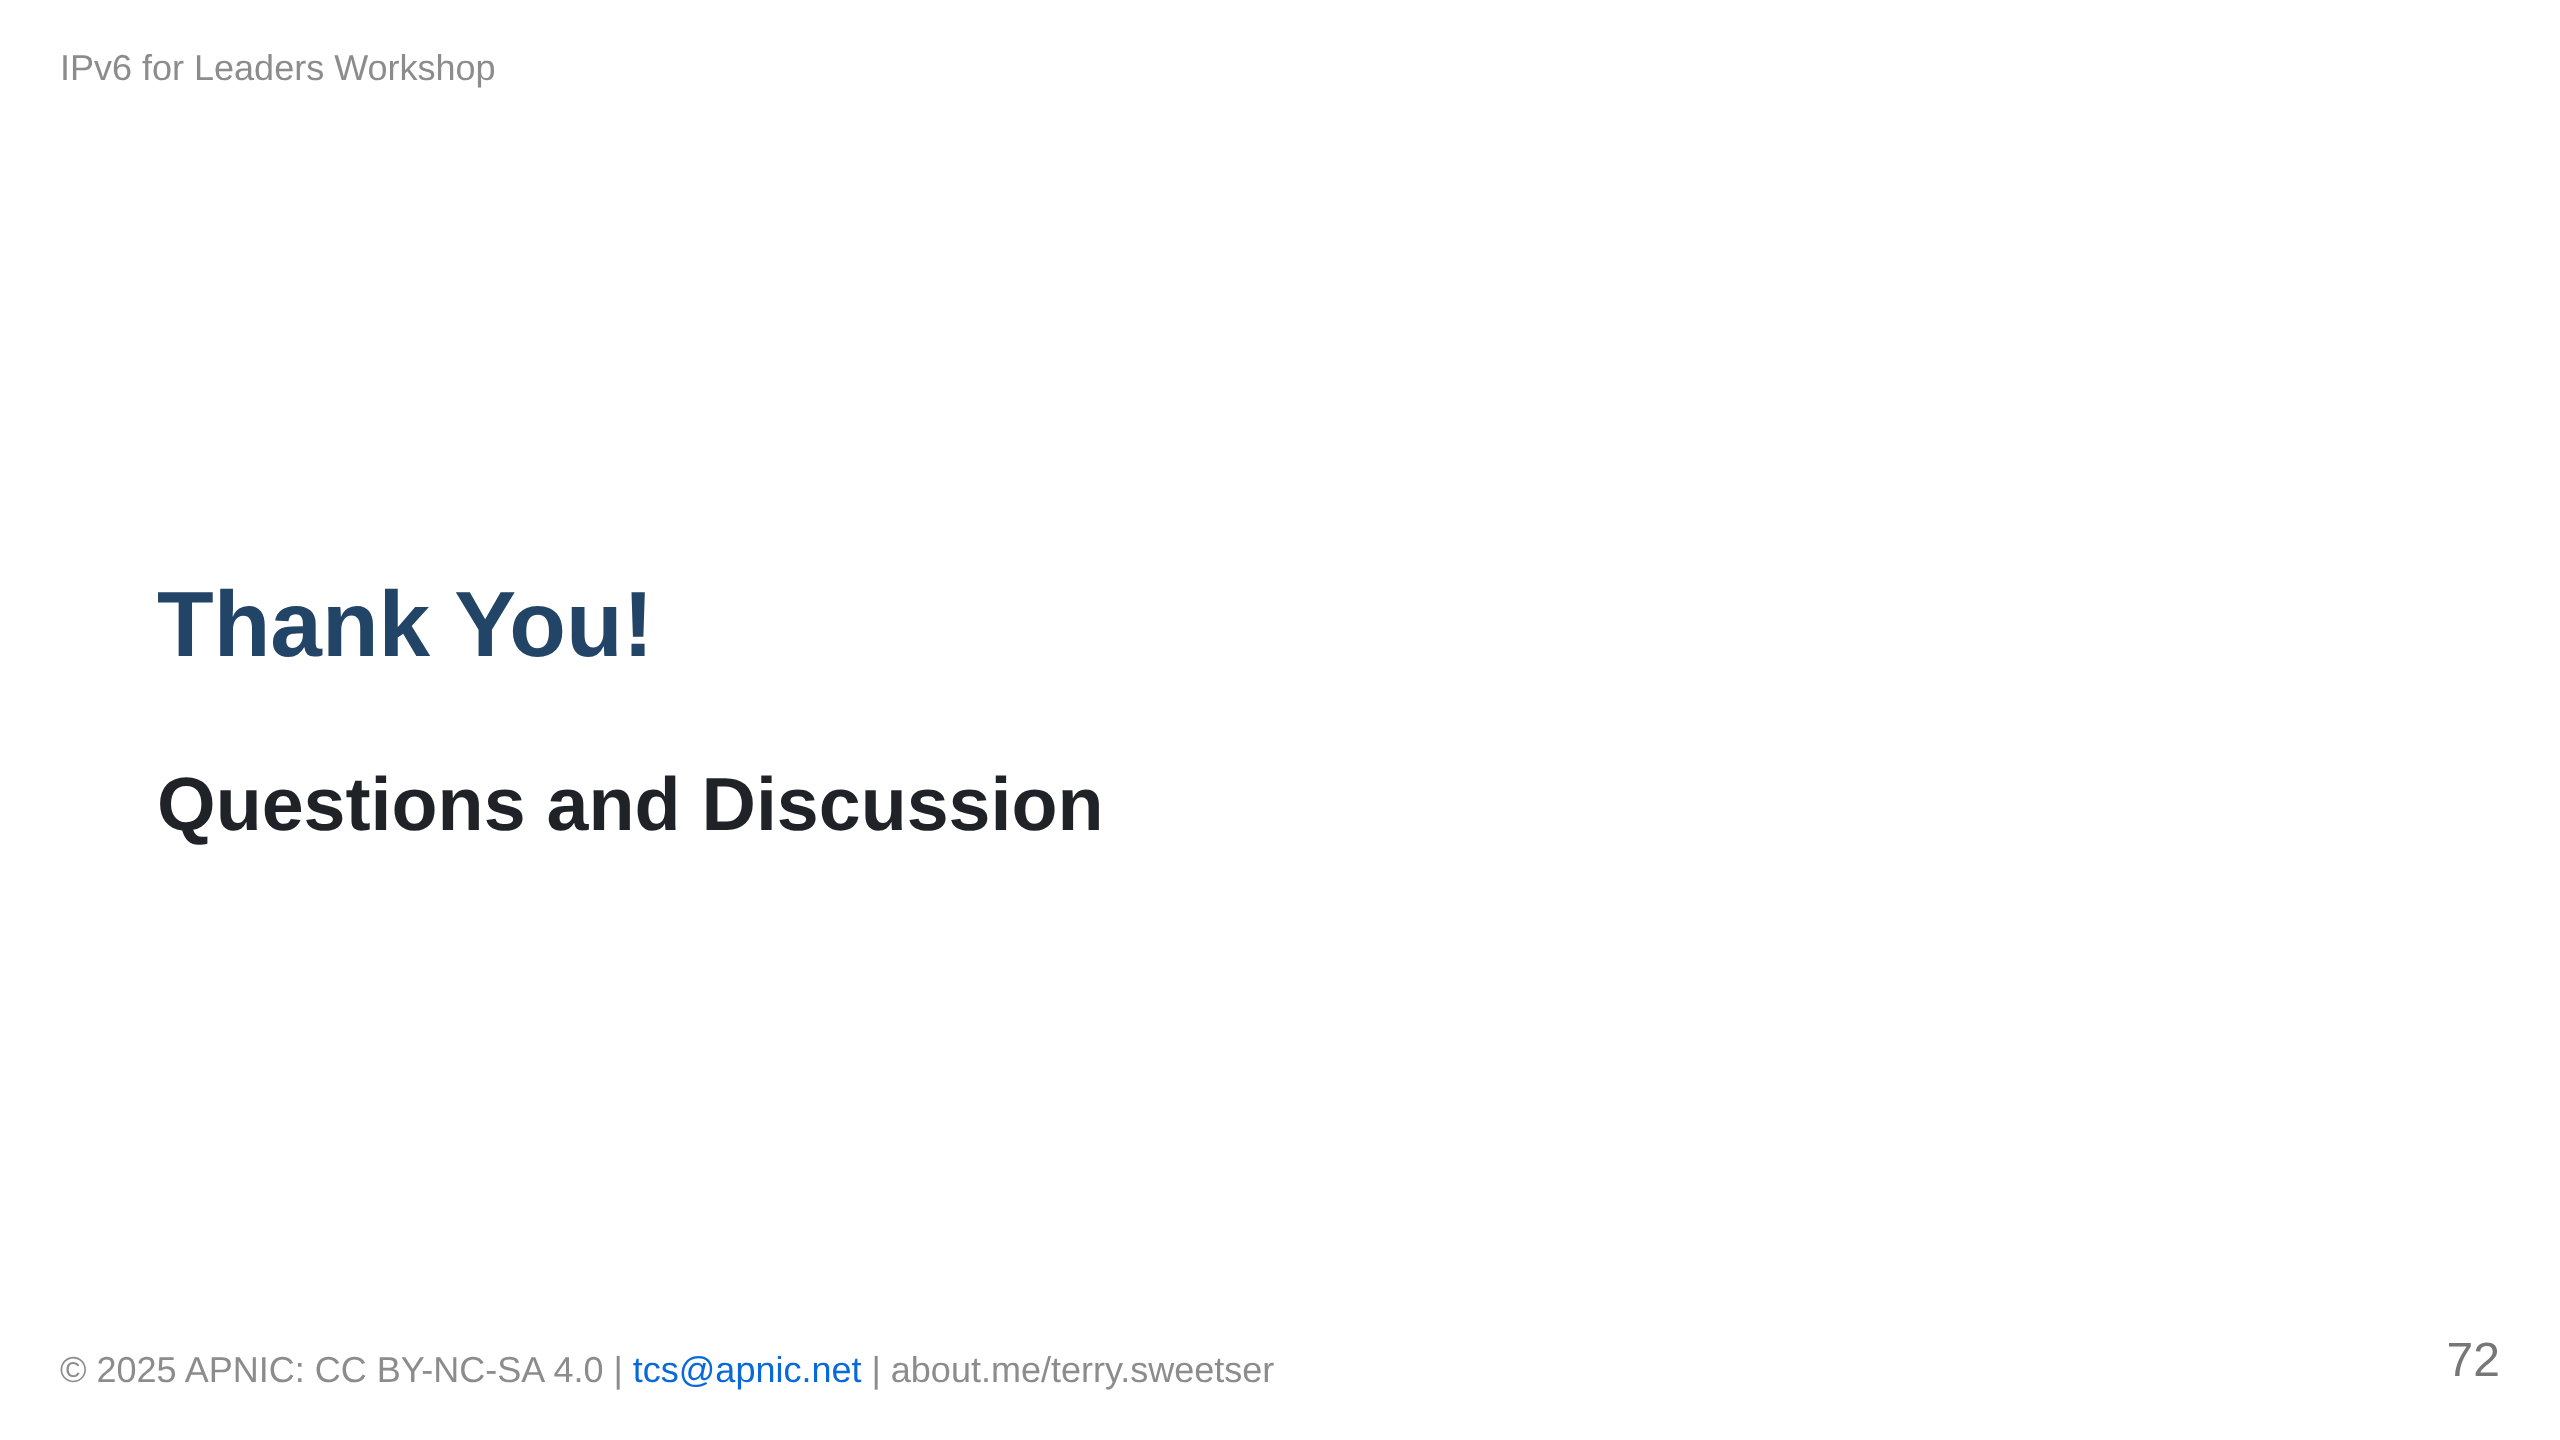 IPv6 for Leaders Workshop
Thank You!
Questions and Discussion
© 2025 APNIC: CC BY-NC-SA 4.0 | tcs@apnic.net | about.me/terry.sweetser
72